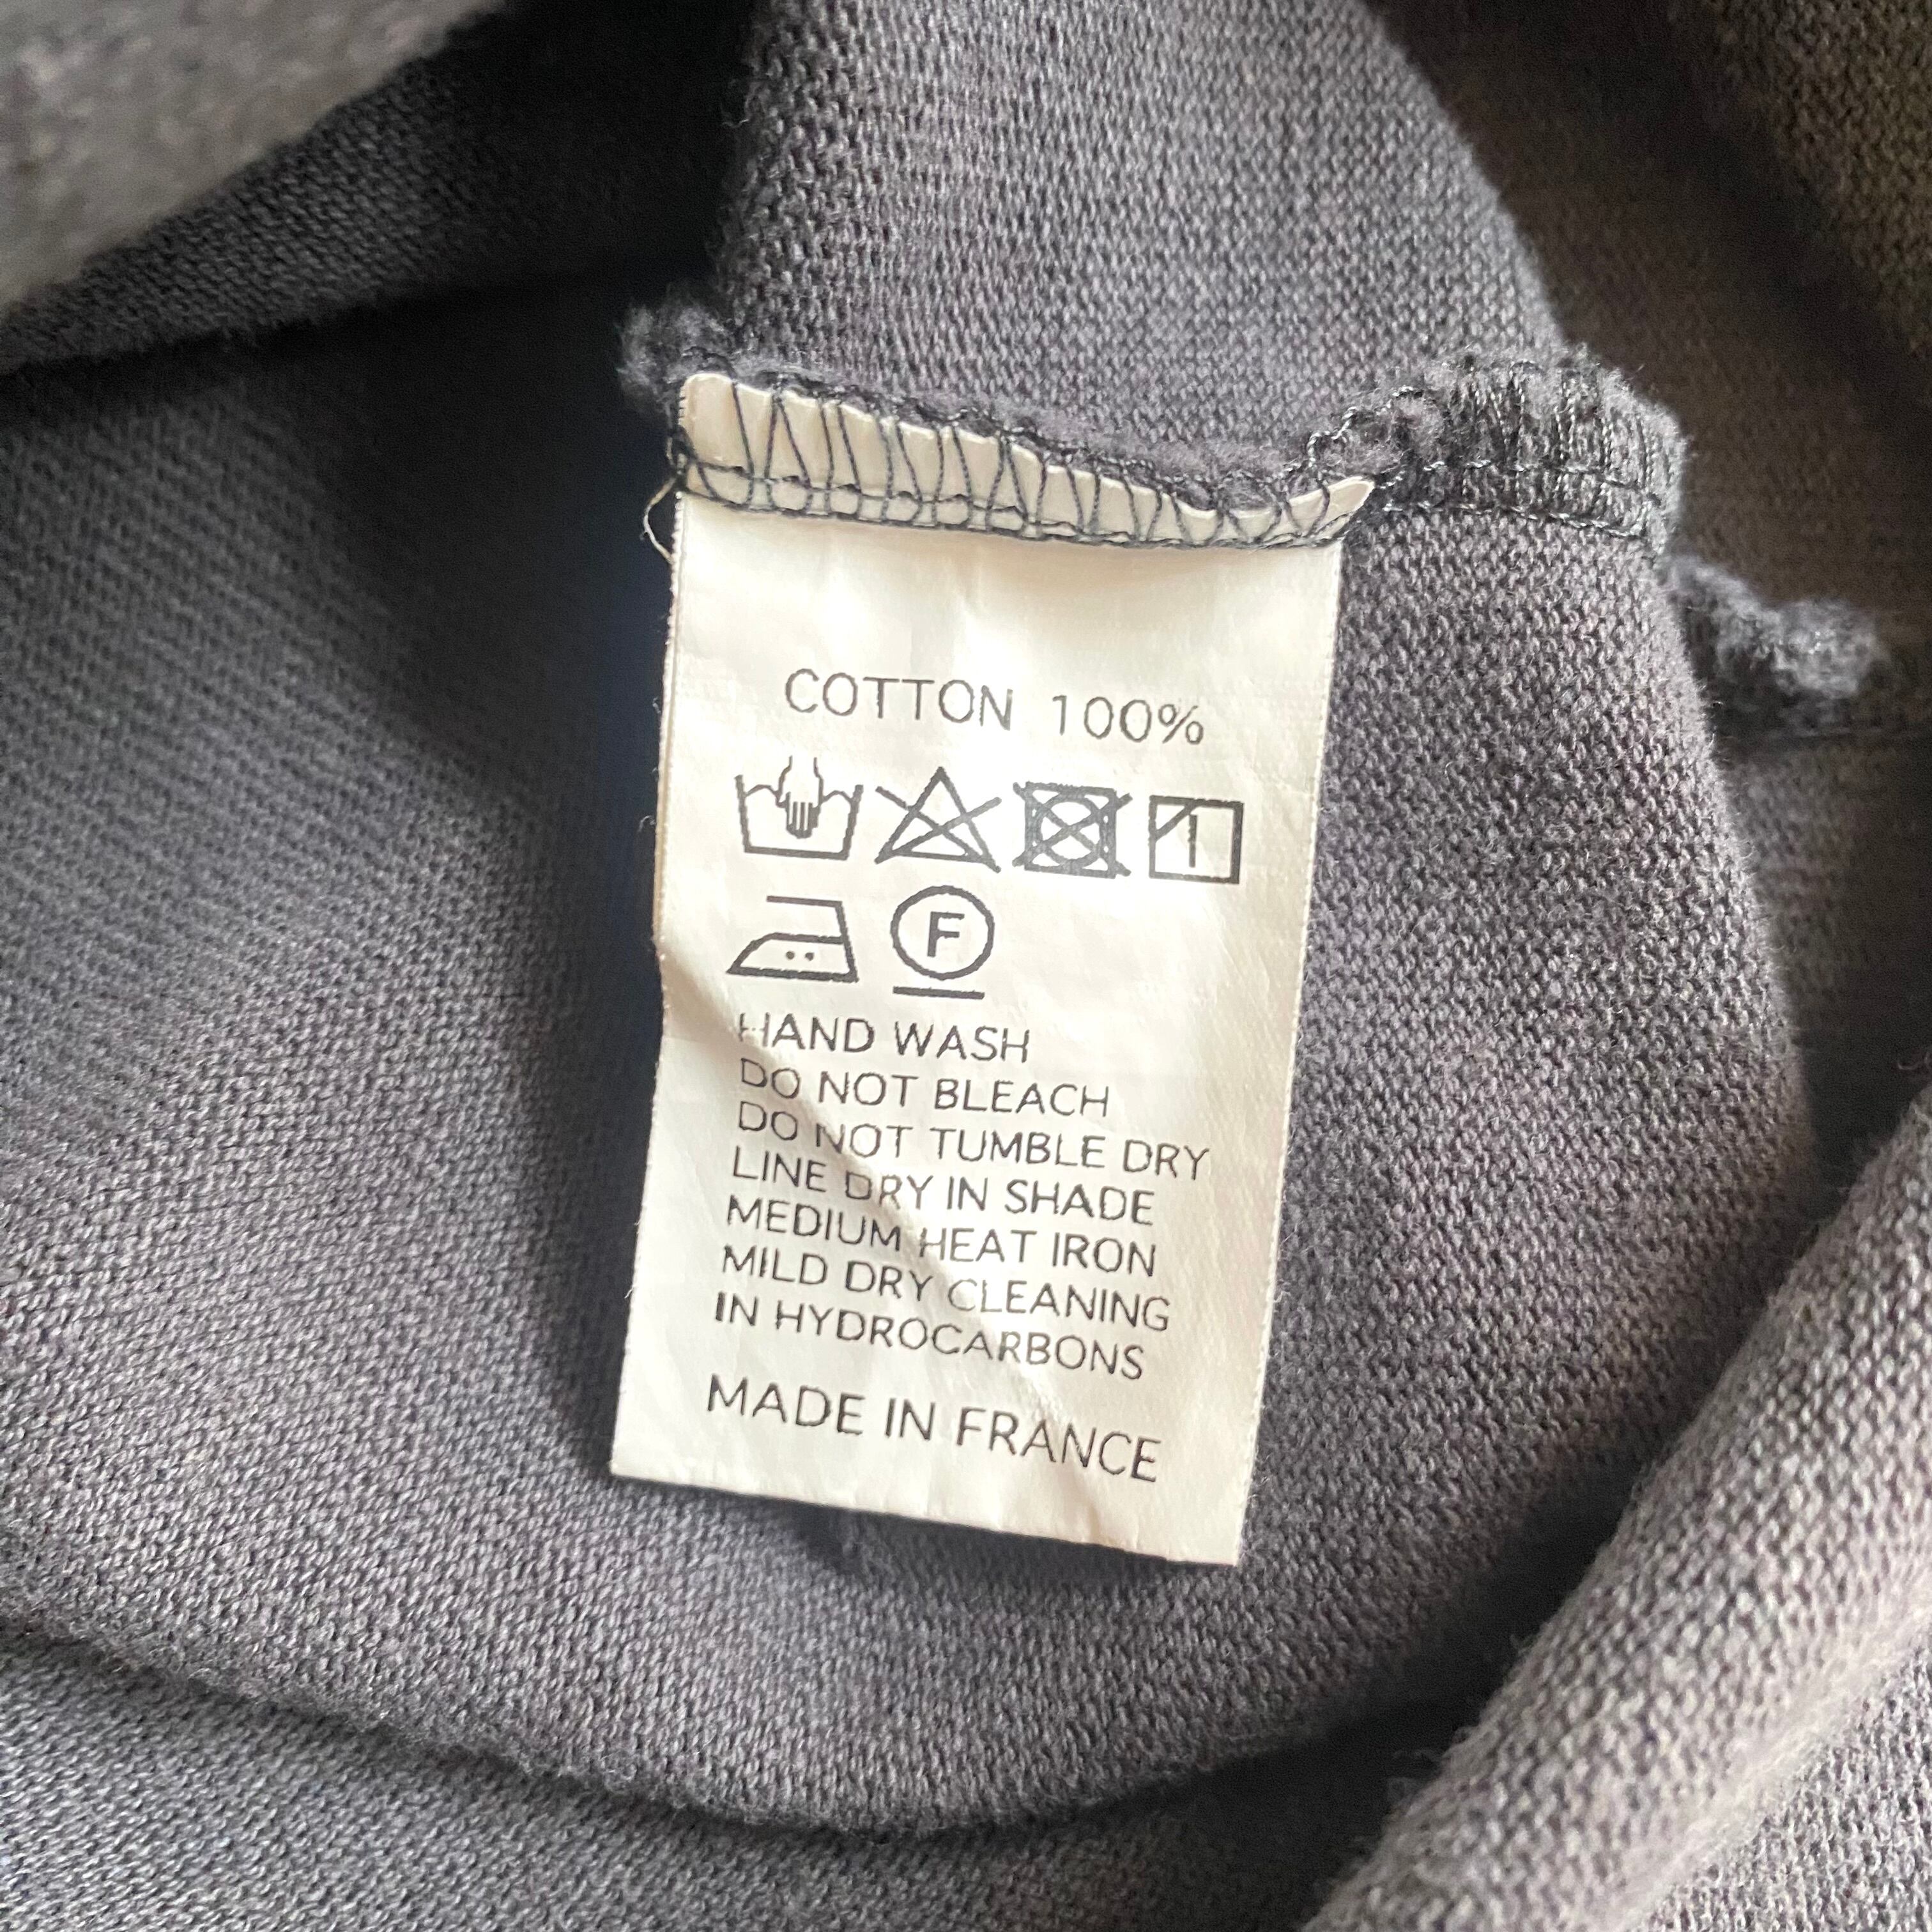 COTTON 100%
F
HAND WASH
DO NOT BLEACH
DO NOT TUMBLE DRY
LINE DRY IN SHADE
MEDIUM HEAT IRON
MILD DRY CLEANING
IN HYDROCARBONS
MADE IN FRANCE